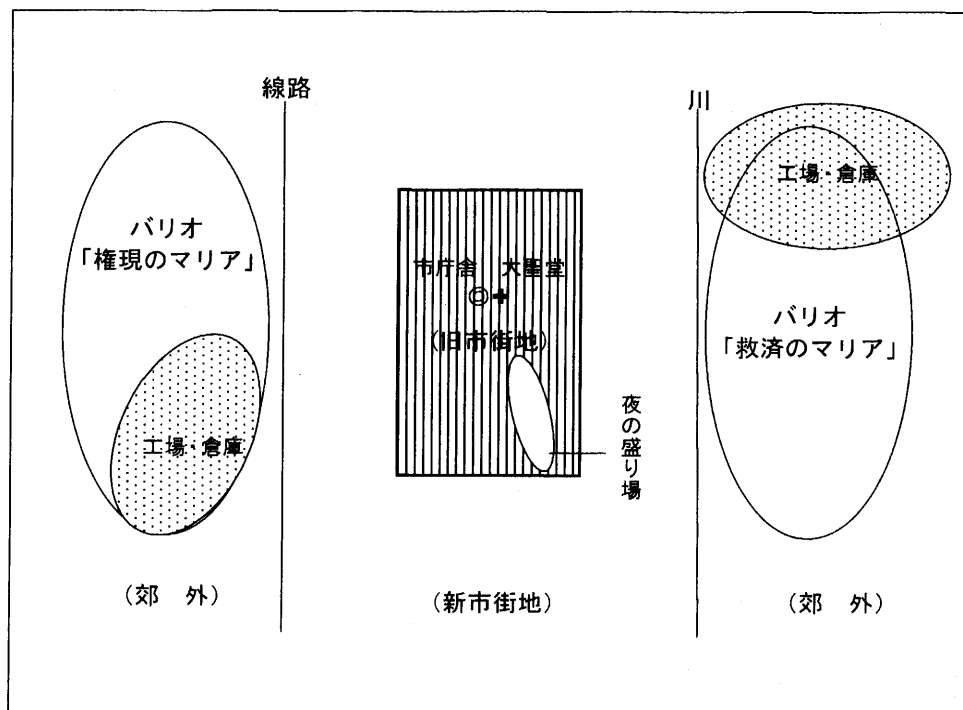 線路
川
バリオ
「権現のマリア」
工場・倉庫
(郊 外)
市庁舎 大聖堂
(旧市街地)
夜の盛り場
(新市街地)
工場・倉庫
バリオ
「救済のマリア」
(郊 外)